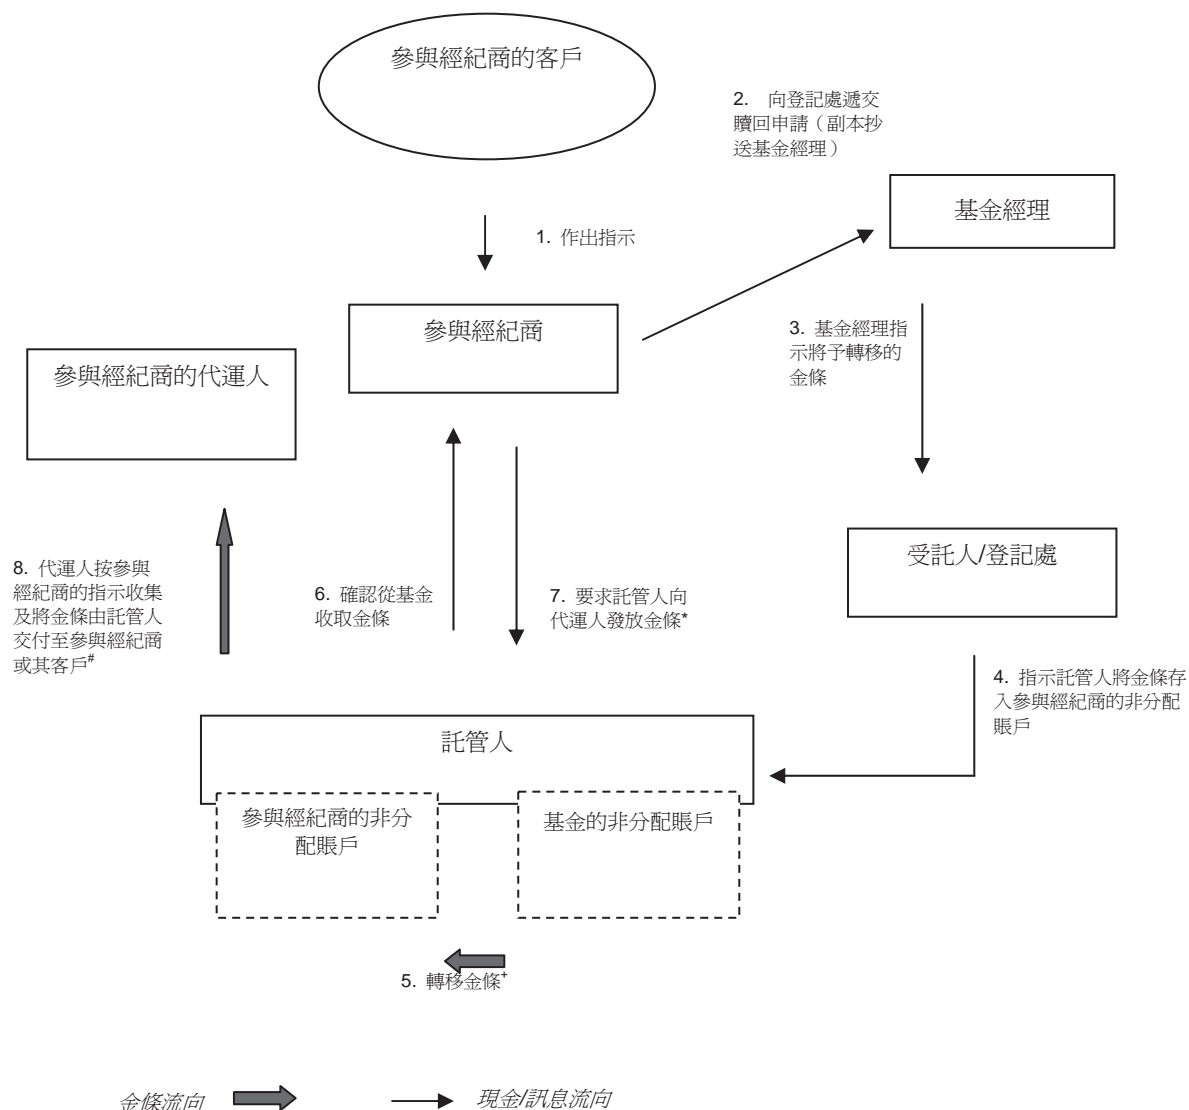 參與經紀商的客戶
2. 向登記處遞交
贖回申請（副本抄
送基金經理）
基金經理
1. 作出指示
參與經紀商
3. 基金經理指
示將予轉移的
金條
參與經紀商的代運人
受託人/登記處
8. 代運人按參與
經紀商的指示收集
及將金條由託管人
交付至參與經紀商
或其客戶#
6. 確認從基金
收取金條
7. 要求託管人向
代運人發放金條*
4. 指示託管人將金條存
入參與經紀商的非分配
賬戶
託管人
參與經紀商的非分
配賬戶
基金的非分配賬戶
5. 轉移金條+
金條流向
現金/訊息流向